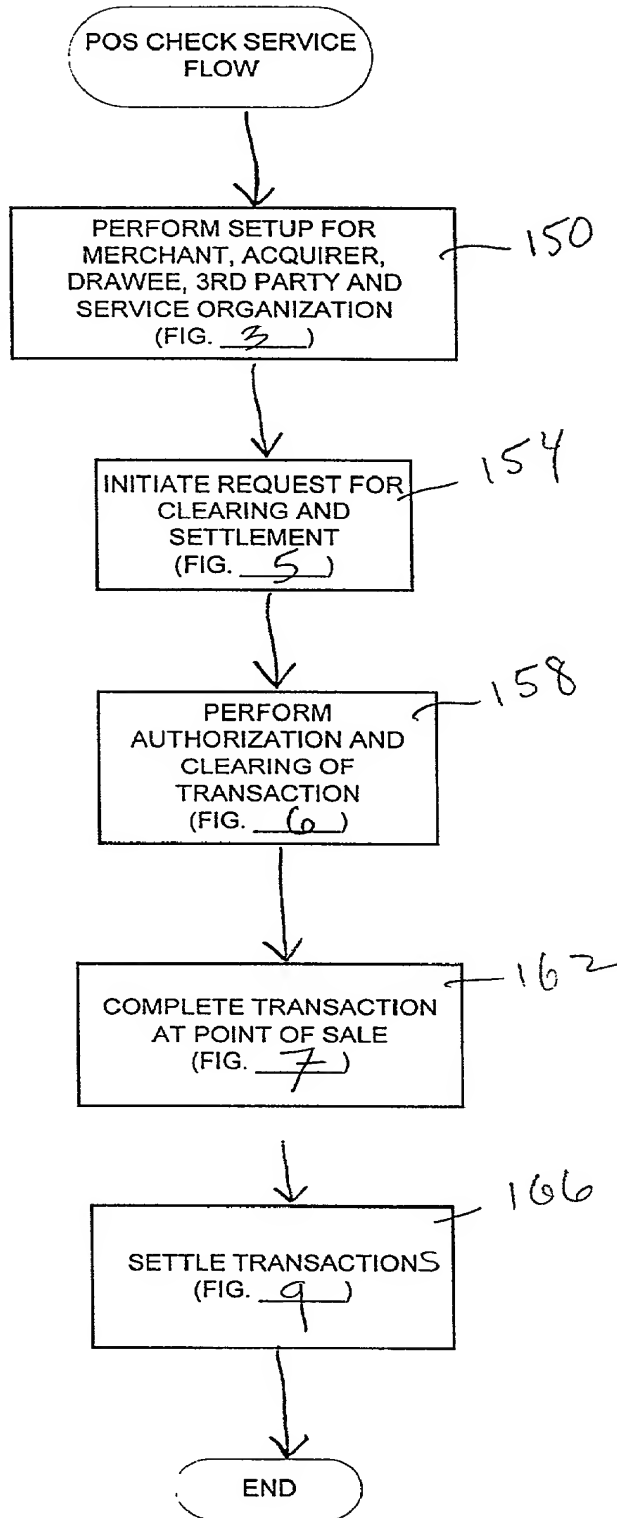 POS CHECK SERVICE
FLOW
PERFORM SETUP FOR
MERCHANT, ACQUIRER,
DRAWEE, 3RD PARTY AND
SERVICE ORGANIZATION
(FIG. 3)
150
INITIATE REQUEST FOR
CLEARING AND
SETTLEMENT
(FIG. 5)
154
PERFORM
AUTHORIZATION AND
CLEARING OF
TRANSACTION
(FIG. 6)
158
COMPLETE TRANSACTION
AT POINT OF SALE
(FIG. 7)
162
SETTLE TRANSACTIONS
(FIG. 9)
166
END